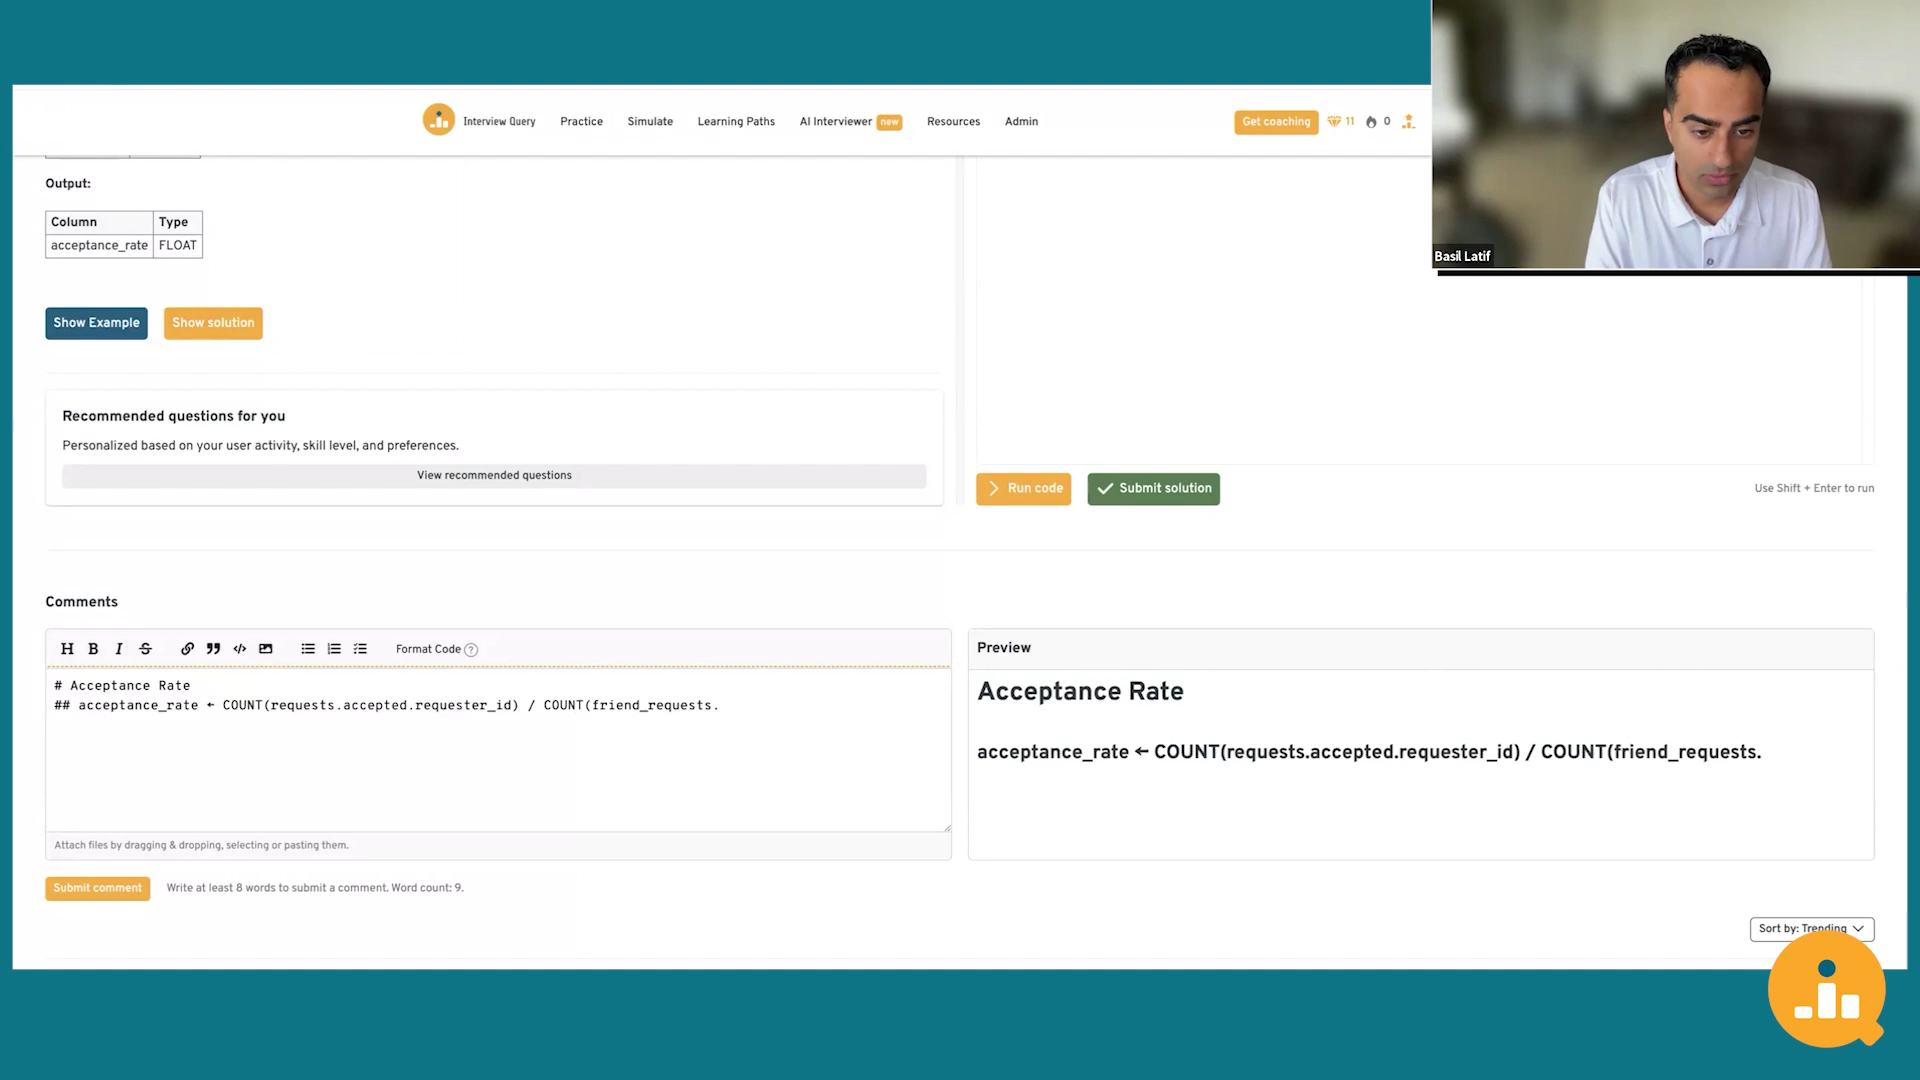 Interview Query Practice Simulate Learning Paths AI Interviewer new Resources Admin Get coaching 11 0
Output:
Column Type
acceptance_rate FLOAT
Show Example Show solution
Recommended questions for you
Personalized based on your user activity, skill level, and preferences.
View recommended questions
Run code Submit solution Use Shift + Enter to run
Basil Latif
Comments
H B I S Format Code ?
# Acceptance Rate
## acceptance_rate ← COUNT(requests.accepted.requester_id) / COUNT(friend_requests.
Attach files by dragging & dropping, selecting or pasting them.
Preview
Acceptance Rate
acceptance_rate ← COUNT(requests.accepted.requester_id) / COUNT(friend_requests.
Submit comment Write at least 8 words to submit a comment. Word count: 9.
Sort by: Trending